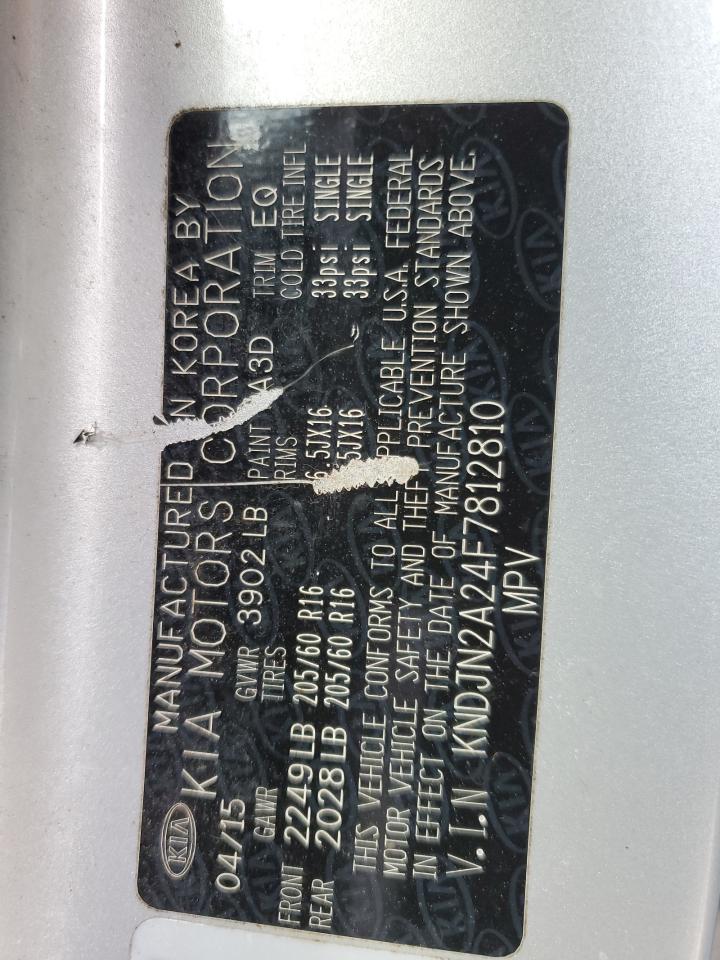 KIA
MANUFACTURED IN KOREA BY
KIA MOTORS CORPORATION
04/15 GVWR 3902 LB PAINT A3D TRIM EQ
GAWR TIRES RIMS COLD TIRE INFL
FRONT 2249LB 205/60 R16 6.5JX16 33psi SINGLE
REAR 2028LB 205/60 R16 5JX16 33psi SINGLE
THIS VEHICLE CONFORMS TO ALL APPLICABLE U.S.A. FEDERAL
MOTOR VEHICLE SAFETY AND THEFT PREVENTION STANDARDS
IN EFFECT ON THE DATE OF MANUFACTURE SHOWN ABOVE.
V.I.N KNDJN2A24F7812810
MPV